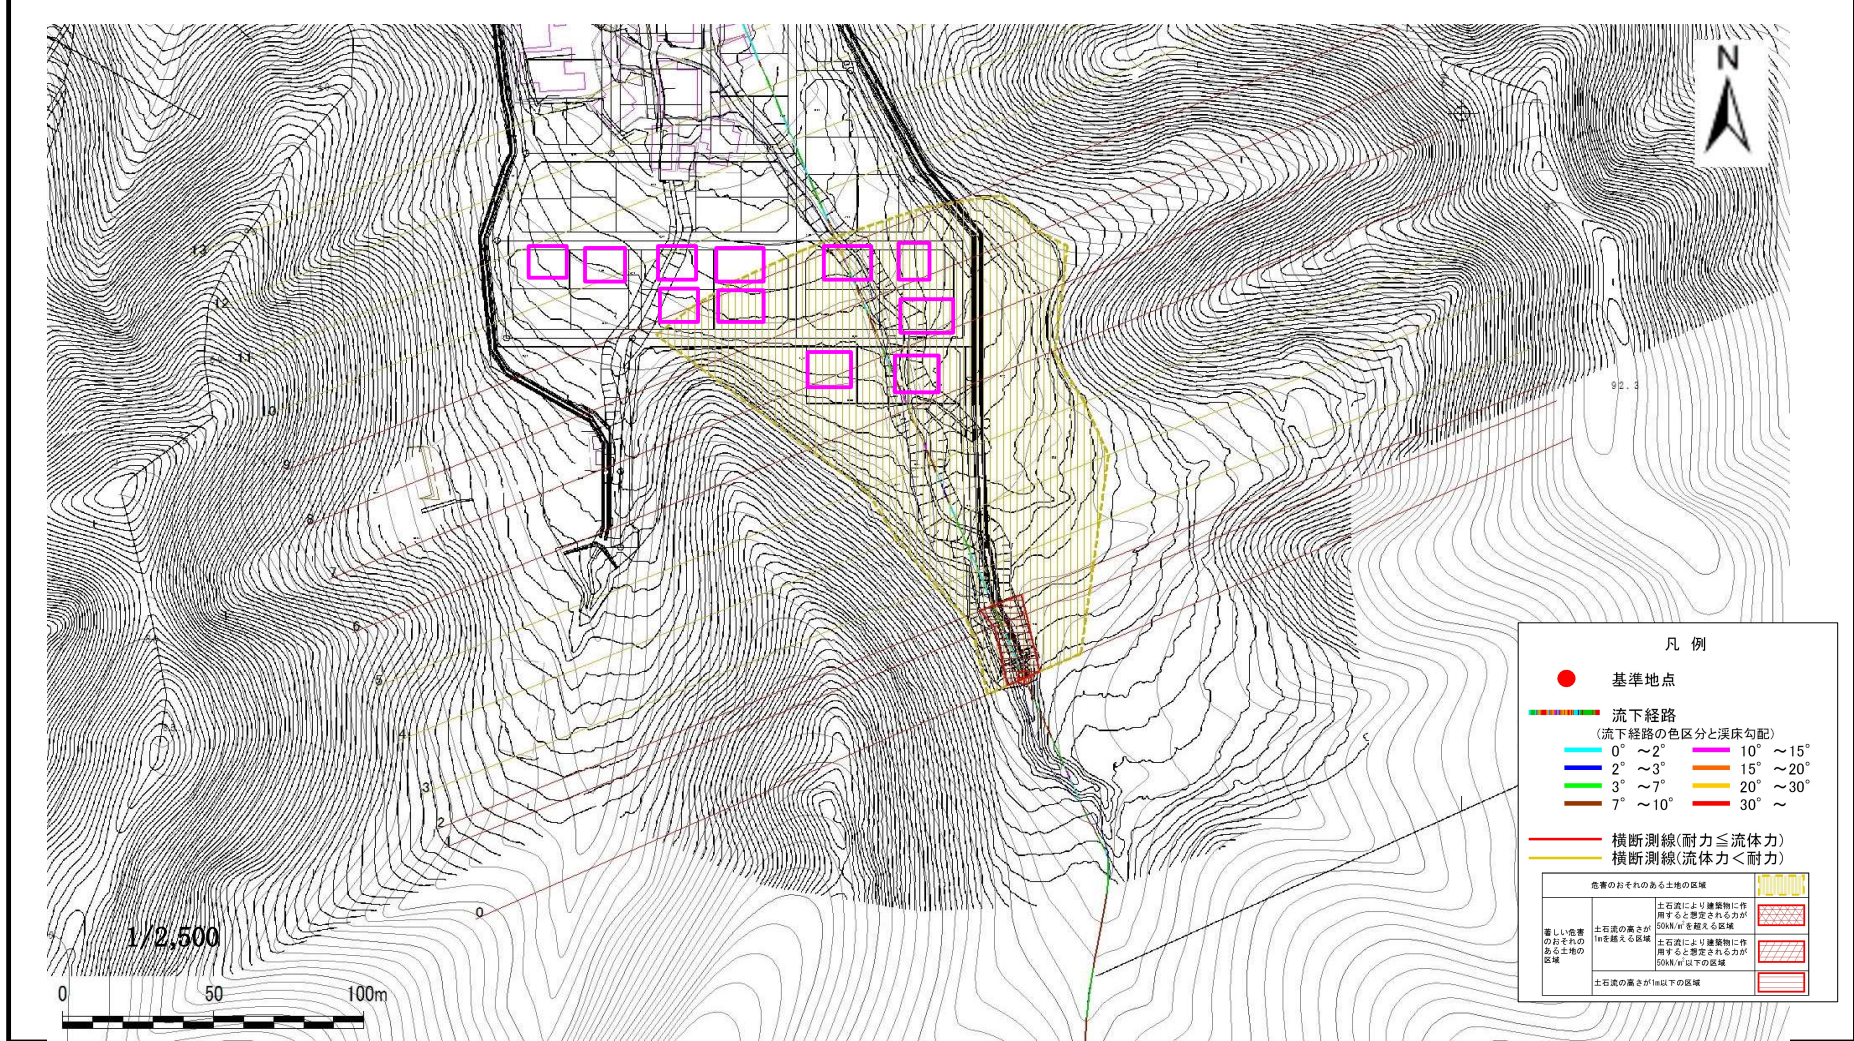 N
13
12
11
10
9
8
7
6
5
4
3
2
1
0
92.3
1/2,500
0 50 100m
凡 例
基準地点
流下経路
(流下経路の色区分と渓床勾配)
0° ～2° 10° ～15°
2° ～3° 15° ～20°
3° ～7° 20° ～30°
7° ～10° 30° ～
横断測線(耐力≦流体力)
横断測線(流体力＜耐力)
危害のおそれのある土地の区域
著しい危害
のおそれの
ある土地の
区域
土石流の高さが
1mを越える区域
土石流により建築物に作
用すると想定される力が
50kN/㎡を超える区域
土石流により建築物に作
用すると想定される力が
50kN/㎡以下の区域
土石流の高さが1m以下の区域